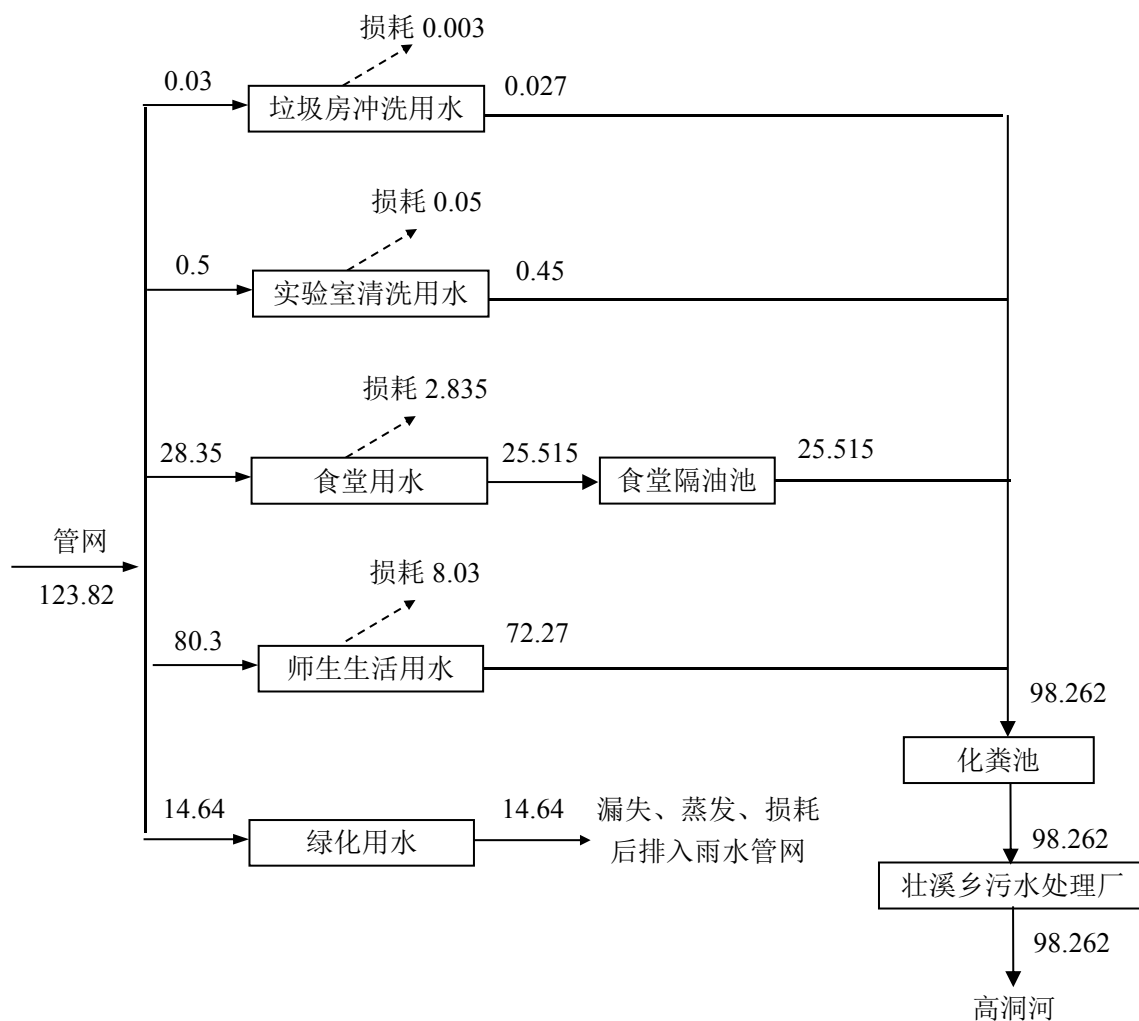 损耗 0.003
0.03
垃圾房冲洗用水
0.027
损耗 0.05
0.5
实验室清洗用水
0.45
损耗 2.835
28.35
食堂用水
25.515
食堂隔油池
25.515
管网
123.82
损耗 8.03
80.3
师生生活用水
72.27
98.262
化粪池
14.64
绿化用水
14.64
漏失、蒸发、损耗
后排入雨水管网
98.262
壮溪乡污水处理厂
98.262
高洞河